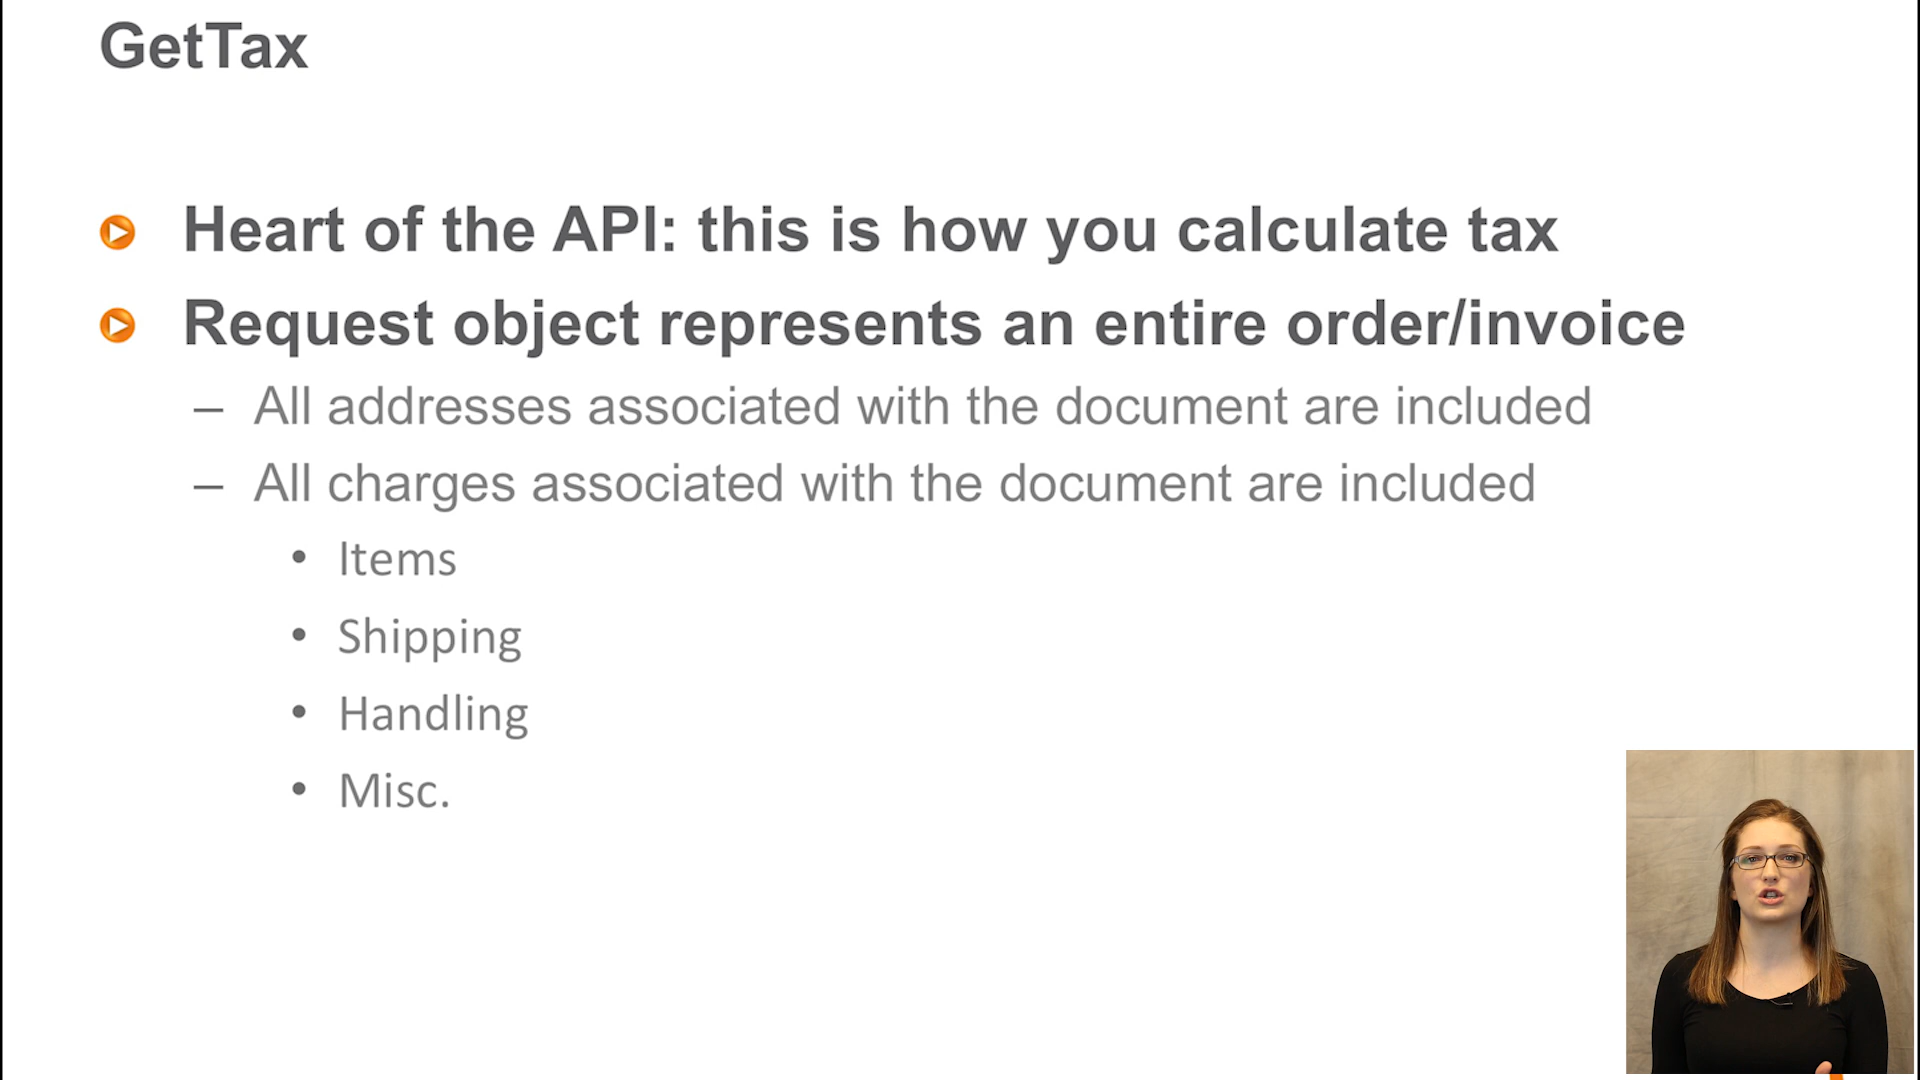 GetTax
Heart of the API: this is how you calculate tax
Request object represents an entire order/invoice
– All addresses associated with the document are included
– All charges associated with the document are included
• Items
• Shipping
• Handling
• Misc.